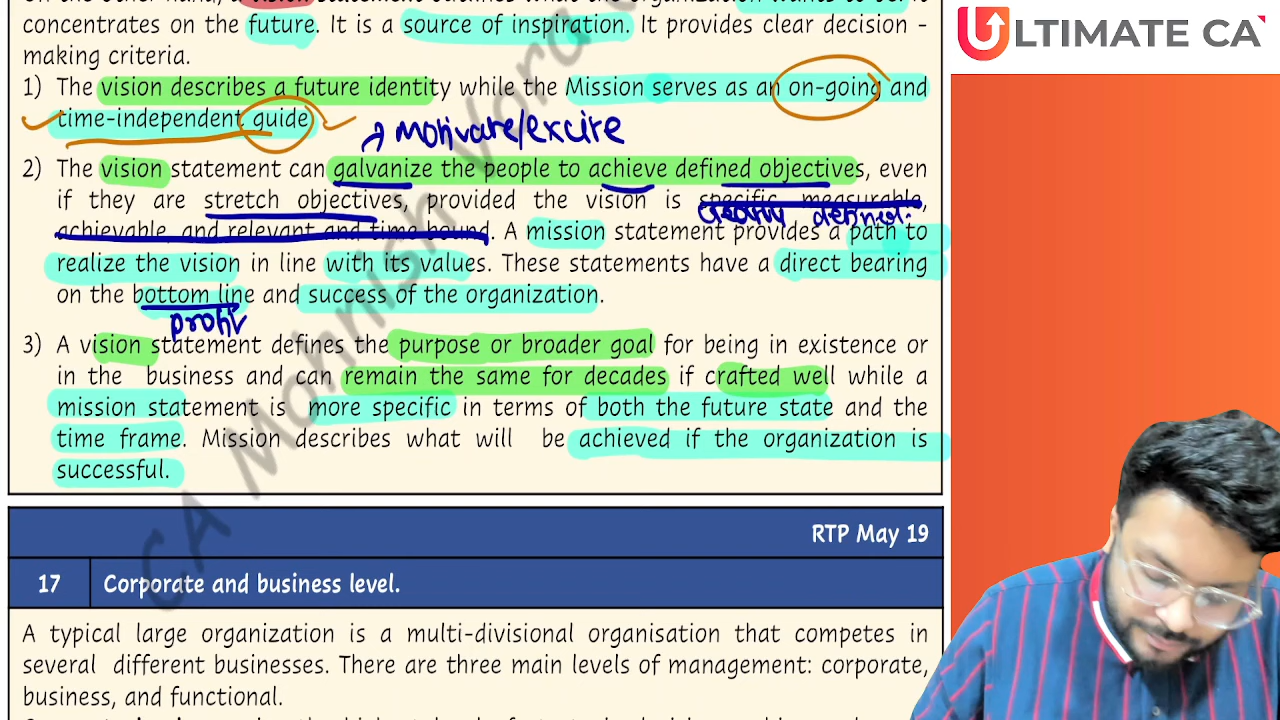 concentrates on the future. It is a source of inspiration. It provides clear decision -
making criteria.
1) The vision describes a future identity while the Mission serves as an on-going and
time-independent guide
→ motivate/excite
2) The vision statement can galvanize the people to achieve defined objectives, even
if they are stretch objectives, provided the vision is specific measurable,
clearly defined.
achievable, and relevant and time bound. A mission statement provides a path to
realize the vision in line with its values. These statements have a direct bearing
on the bottom line and success of the organization.
profit
3) A vision statement defines the purpose or broader goal for being in existence or
in the business and can remain the same for decades if crafted well while a
mission statement is more specific in terms of both the future state and the
time frame. Mission describes what will be achieved if the organization is
successful.
RTP May 19
17 Corporate and business level.
A typical large organization is a multi-divisional organisation that competes in
several different businesses. There are three main levels of management: corporate,
business, and functional.
ULTIMATE CA
CA Mohnish Vora